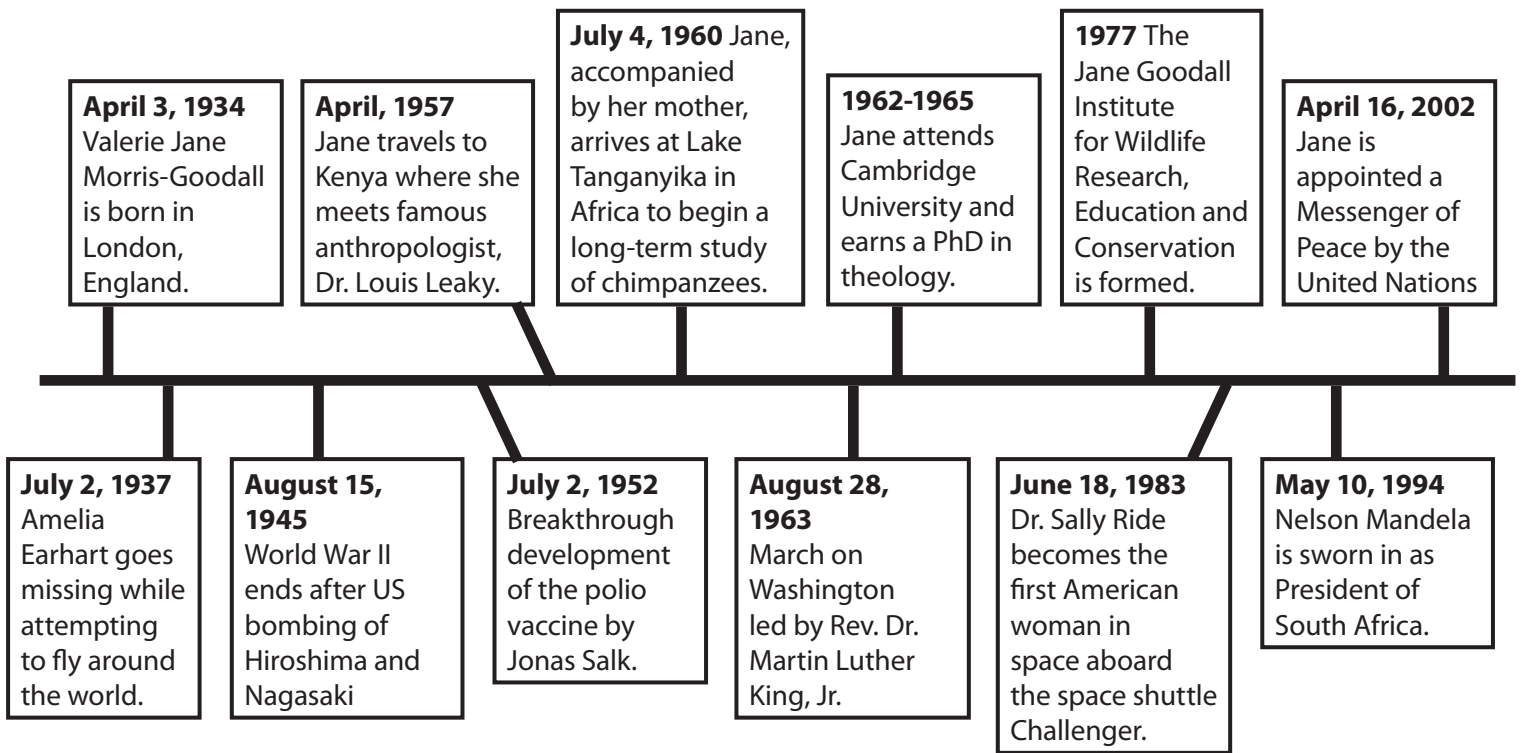 April 3, 1934
Valerie Jane
Morris-Goodall
is born in
London,
England.
April, 1957
Jane travels to
Kenya where she
meets famous
anthropologist,
Dr. Louis Leaky.
July 4, 1960 Jane,
accompanied
by her mother,
arrives at Lake
Tanganyika in
Africa to begin a
long-term study
of chimpanzees.
1962-1965
Jane attends
Cambridge
University and
earns a PhD in
theology.
1977 The
Jane Goodall
Institute
for Wildlife
Research,
Education and
Conservation
is formed.
April 16, 2002
Jane is
appointed a
Messenger of
Peace by the
United Nations
July 2, 1937
Amelia
Earhart goes
missing while
attempting
to fly around
the world.
August 15,
1945
World War II
ends after US
bombing of
Hiroshima and
Nagasaki
July 2, 1952
Breakthrough
development
of the polio
vaccine by
Jonas Salk.
August 28,
1963
March on
Washington
led by Rev. Dr.
Martin Luther
King, Jr.
June 18, 1983
Dr. Sally Ride
becomes the
first American
woman in
space aboard
the space shuttle
Challenger.
May 10, 1994
Nelson Mandela
is sworn in as
President of
South Africa.